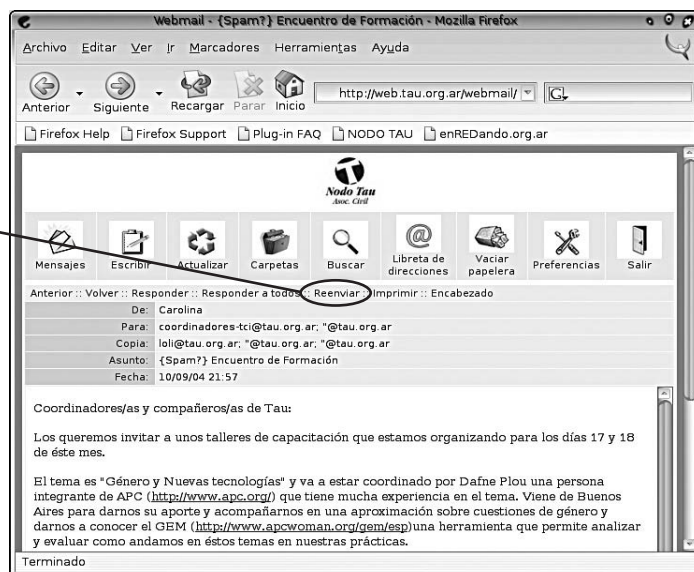 Webmail - {Spam?} Encuentro de Formación - Mozilla Firefox
Archivo Editar Ver Ir Marcadores Herramientas Ayuda
Anterior Siguiente Recargar Parar Inicio http://web.tau.org.ar/webmail/ G
Firefox Help Firefox Support Plug-in FAQ NODO TAU enREDando.org.ar
Nodo Tau
Asoc. Civil
Mensajes Escribir Actualizar Carpetas Buscar Libreta de direcciones Vaciar papelera Preferencias Salir
Anterior :: Volver :: Responder :: Responder a todos :: Reenviar :: Imprimir :: Encabezado
De: Carolina
Para: coordinadores-tci@tau.org.ar; "@tau.org.ar
Copia: loli@tau.org.ar; "@tau.org.ar; "@tau.org.ar
Asunto: {Spam?} Encuentro de Formación
Fecha: 10/09/04 21:57
Coordinadores/as y compañeros/as de Tau:
Los queremos invitar a unos talleres de capacitación que estamos organizando para los días 17 y 18
de éste mes.
El tema es "Género y Nuevas tecnologías" y va a estar coordinado por Dafne Plou una persona
integrante de APC (http://www.apc.org/) que tiene mucha experiencia en el tema. Viene de Buenos
Aires para darnos su aporte y acompañarnos en una aproximación sobre cuestiones de género y
darnos a conocer el GEM (http://www.apcwoman.org/gem/esp)una herramienta que permite analizar
y evaluar como andamos en éstos temas en nuestras prácticas.
Terminado